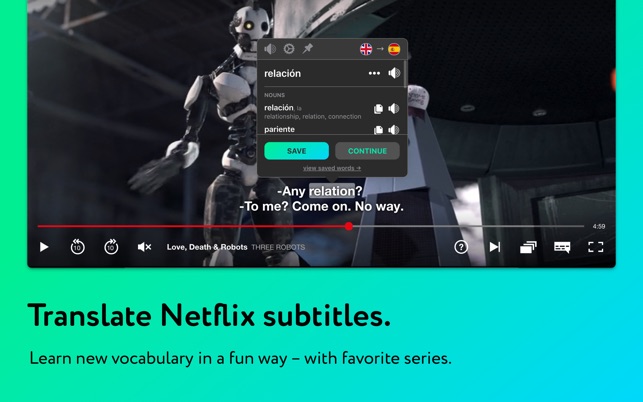 relación
NOUNS
relación, la
relationship, relation, connection
pariente
SAVE CONTINUE
view saved words →
-Any relation?
-To me? Come on. No way.
4:59
10 10 Love, Death & Robots THREE ROBOTS ?
Translate Netflix subtitles.
Learn new vocabulary in a fun way – with favorite series.